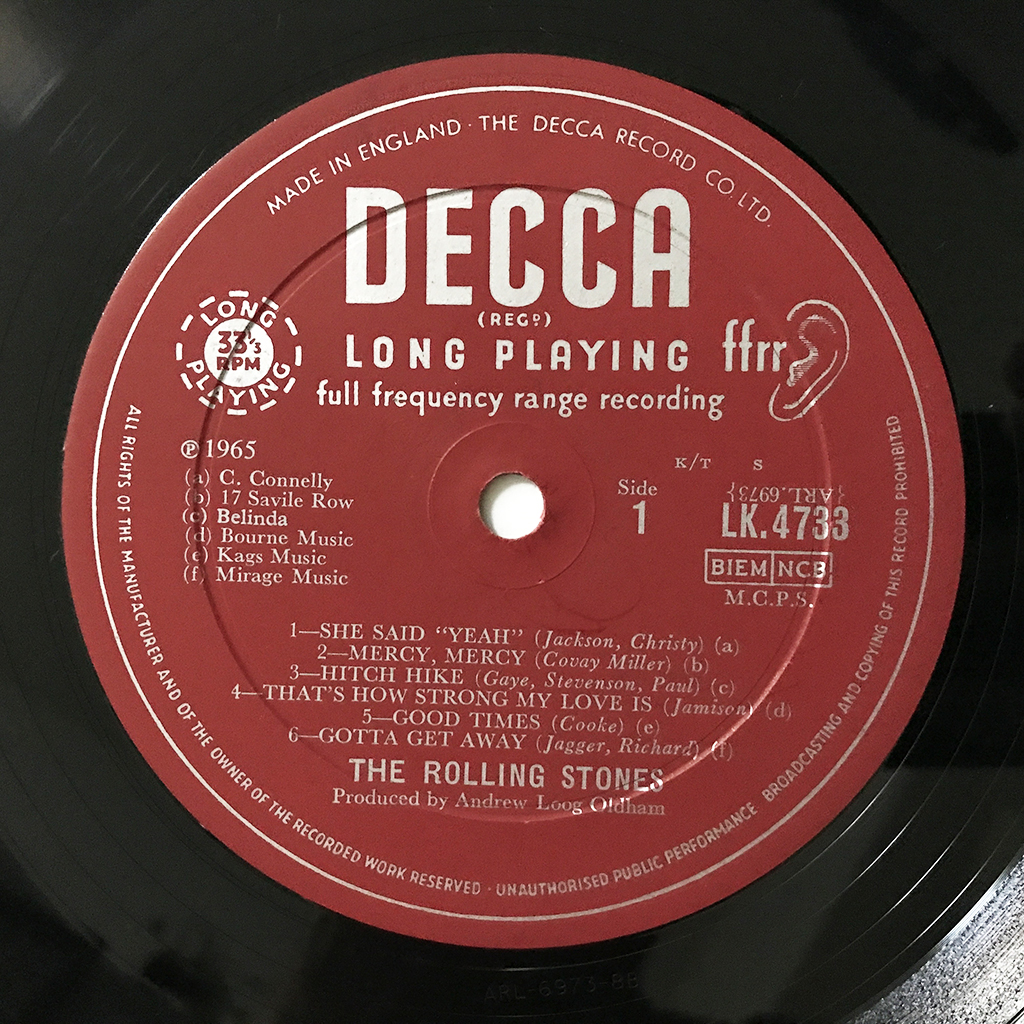 MADE IN ENGLAND · THE DECCA RECORD CO. LTD.
DECCA
(REGD)
LONG PLAYING
ffrr
full frequency range recording
LONG
33 1/3
RPM
PLAYING
℗ 1965
(a) C. Connelly
(b) 17 Savile Row
(c) Belinda
(d) Bourne Music
(e) Kags Music
(f) Mirage Music
Side
1
K/T S
{ARL.6973}
LK.4733
BIEM NCB
M.C.P.S.
1—SHE SAID “YEAH” (Jackson, Christy) (a)
2—MERCY, MERCY (Covay Miller) (b)
3—HITCH HIKE (Gaye, Stevenson, Paul) (c)
4—THAT'S HOW STRONG MY LOVE IS (Jamison) (d)
5—GOOD TIMES (Cooke) (e)
6—GOTTA GET AWAY (Jagger, Richard) (f)
THE ROLLING STONES
Produced by Andrew Loog Oldham
ALL RIGHTS OF THE MANUFACTURER AND OF THE OWNER OF THE RECORDED WORK RESERVED · UNAUTHORISED PUBLIC PERFORMANCE BROADCASTING AND COPYING OF THIS RECORD PROHIBITED